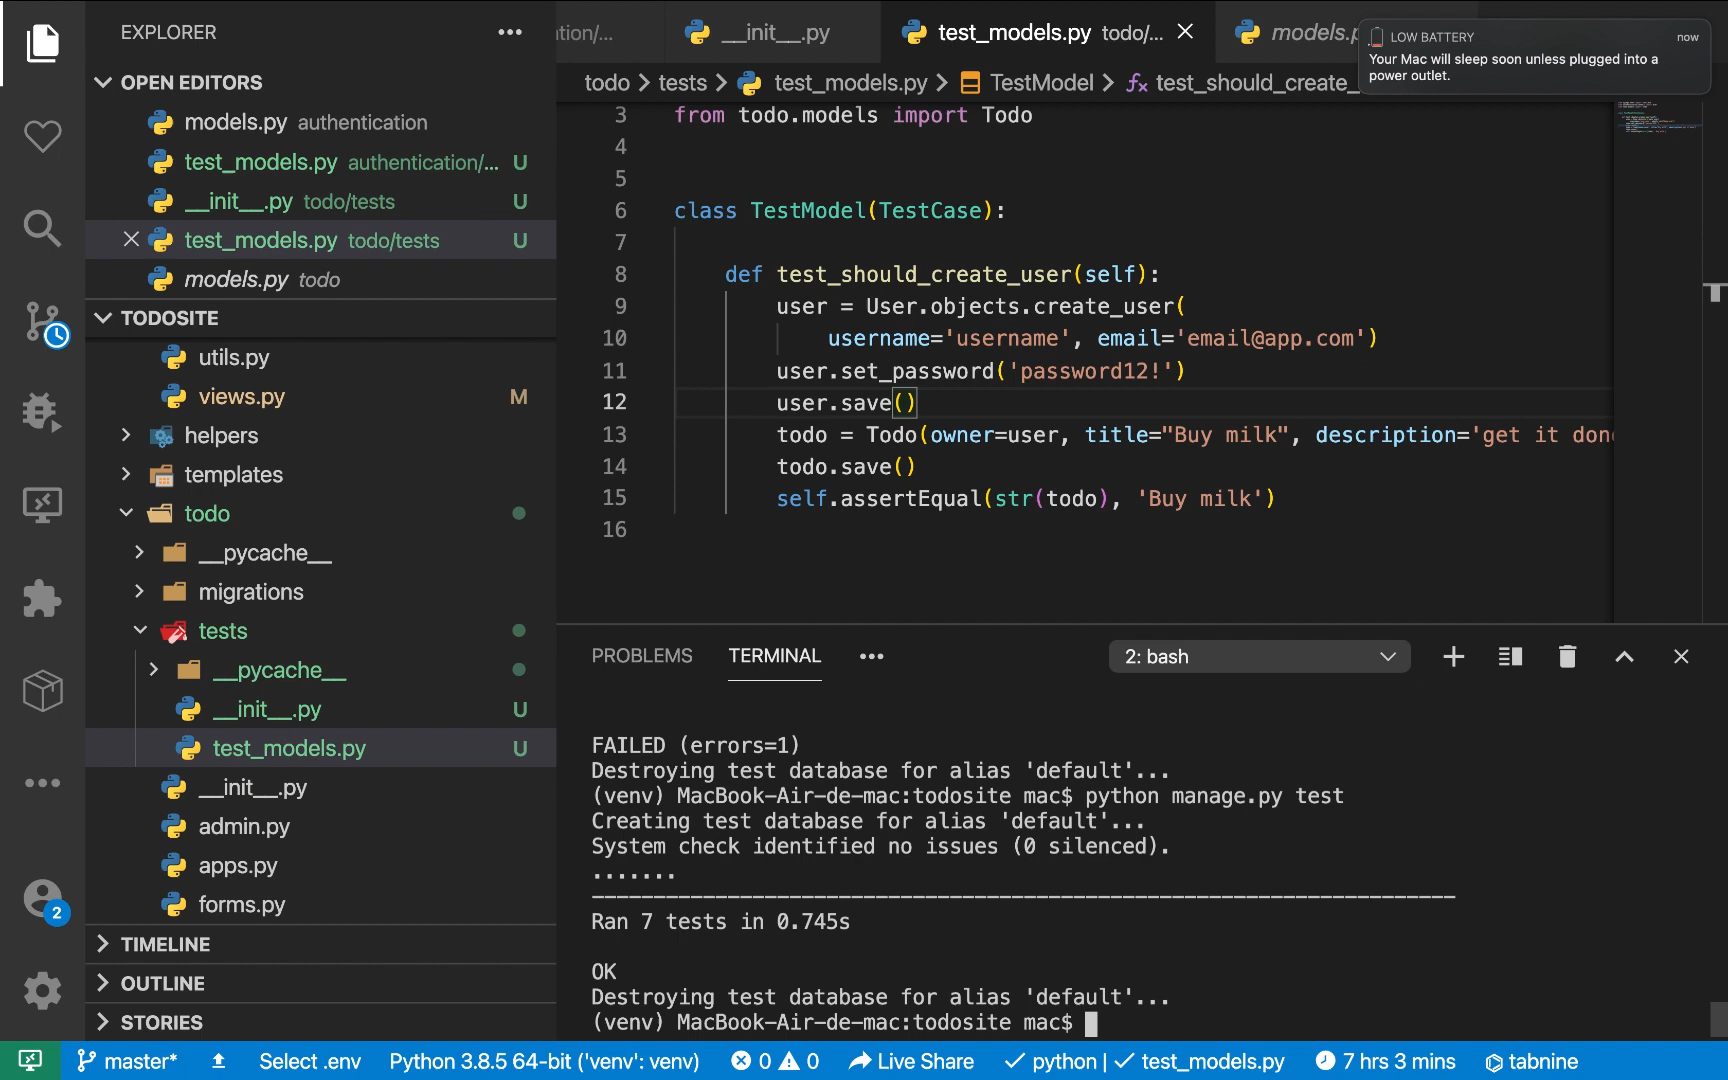 EXPLORER
OPEN EDITORS
models.py authentication
test_models.py authentication/... U
__init__.py todo/tests U
test_models.py todo/tests U
models.py todo
TODOSITE
utils.py
views.py M
helpers
templates
todo
__pycache__
migrations
tests
__pycache__
__init__.py U
test_models.py U
__init__.py
admin.py
apps.py
forms.py
TIMELINE
OUTLINE
STORIES
2
tion/...
__init__.py
test_models.py todo/...
models.p
LOW BATTERY now
Your Mac will sleep soon unless plugged into a
power outlet.
todo > tests > test_models.py > TestModel > test_should_create_
3 from todo.models import Todo
4
5
6 class TestModel(TestCase):
7
8 def test_should_create_user(self):
9 user = User.objects.create_user(
10 username='username', email='email@app.com')
11 user.set_password('password12!')
12 user.save()
13 todo = Todo(owner=user, title="Buy milk", description='get it don
14 todo.save()
15 self.assertEqual(str(todo), 'Buy milk')
16
PROBLEMS TERMINAL ... 2: bash
FAILED (errors=1)
Destroying test database for alias 'default'...
(venv) MacBook-Air-de-mac:todosite mac$ python manage.py test
Creating test database for alias 'default'...
System check identified no issues (0 silenced).
.......
----------------------------------------------------------------------
Ran 7 tests in 0.745s
OK
Destroying test database for alias 'default'...
(venv) MacBook-Air-de-mac:todosite mac$
master* Select .env Python 3.8.5 64-bit ('venv': venv) 0 0 Live Share python | test_models.py 7 hrs 3 mins tabnine